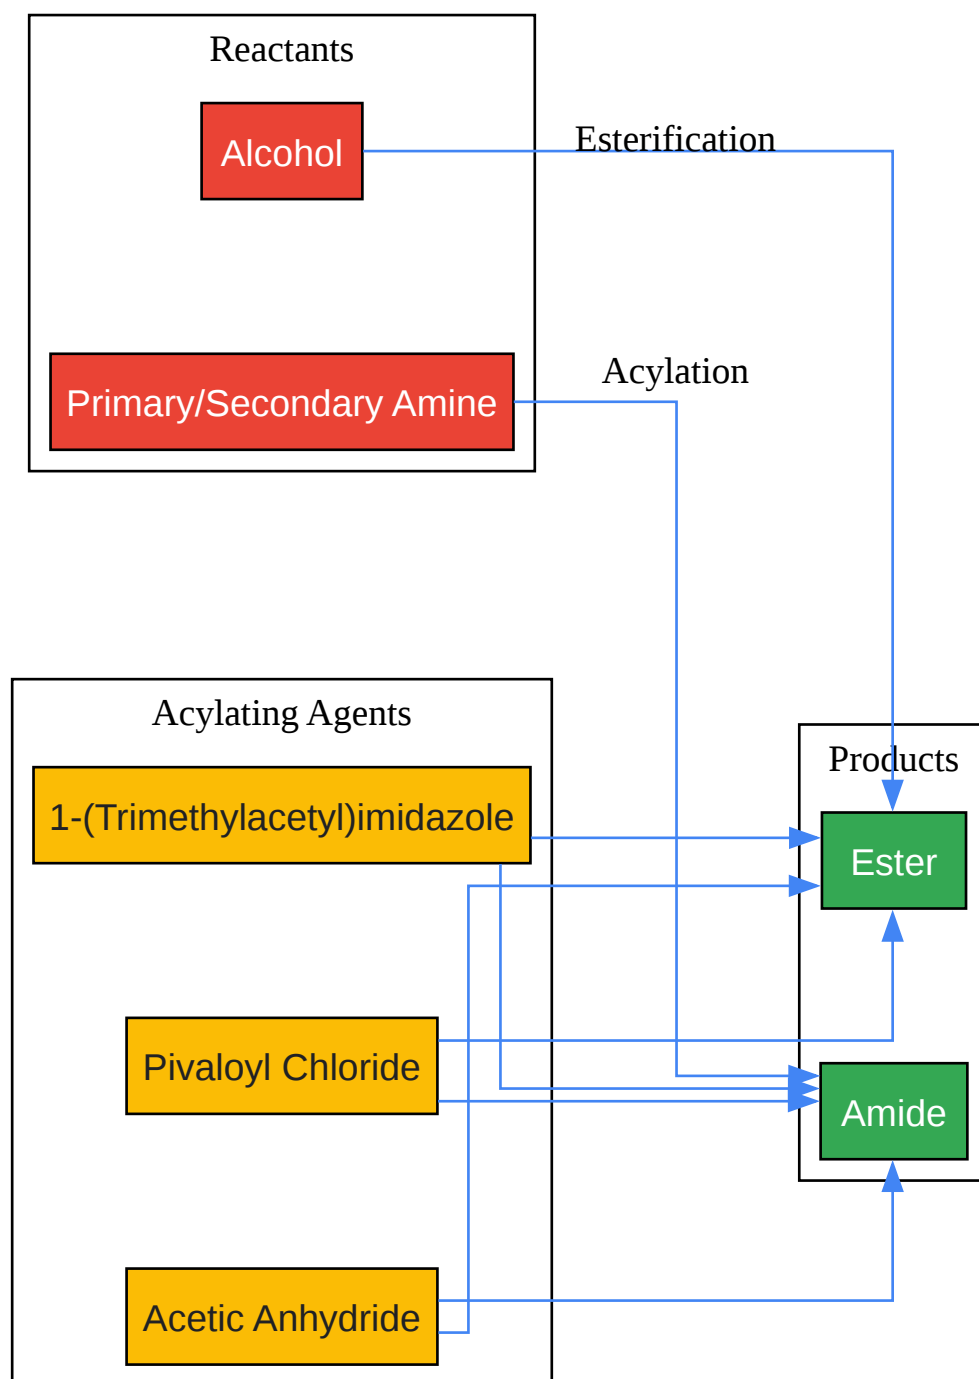 Reactants
Alcohol
Esterification
Primary/Secondary Amine
Acylation
Acylating Agents
1-(Trimethylacetyl)imidazole
Pivaloyl Chloride
Acetic Anhydride
Products
Ester
Amide